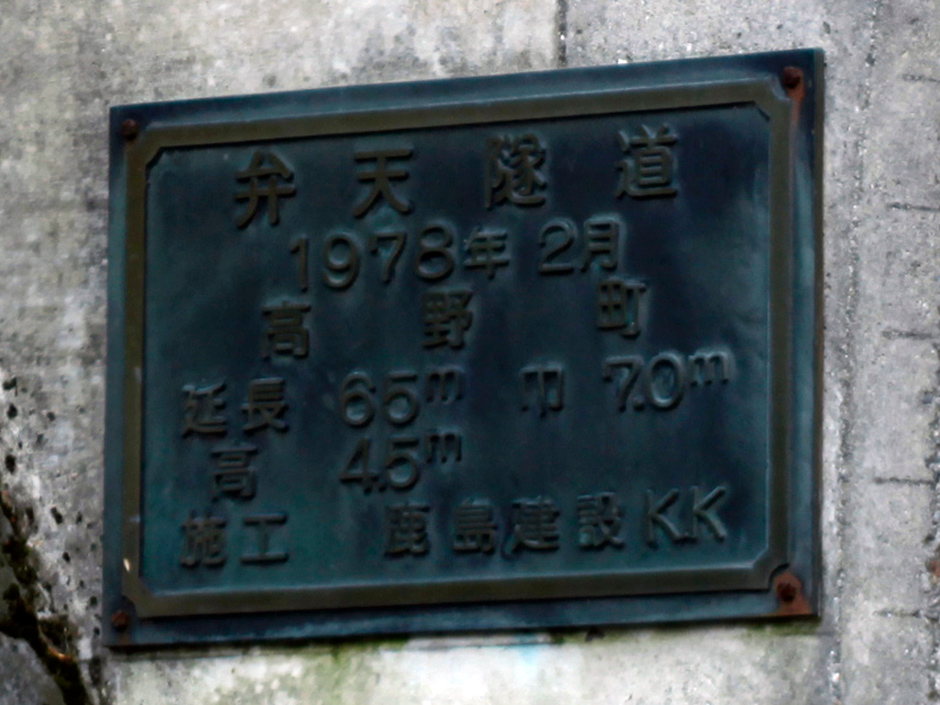 弁天隧道
1978年2月
高野町
延長 65m 巾 7.0m
高 4.5m
施工 鹿島建設KK